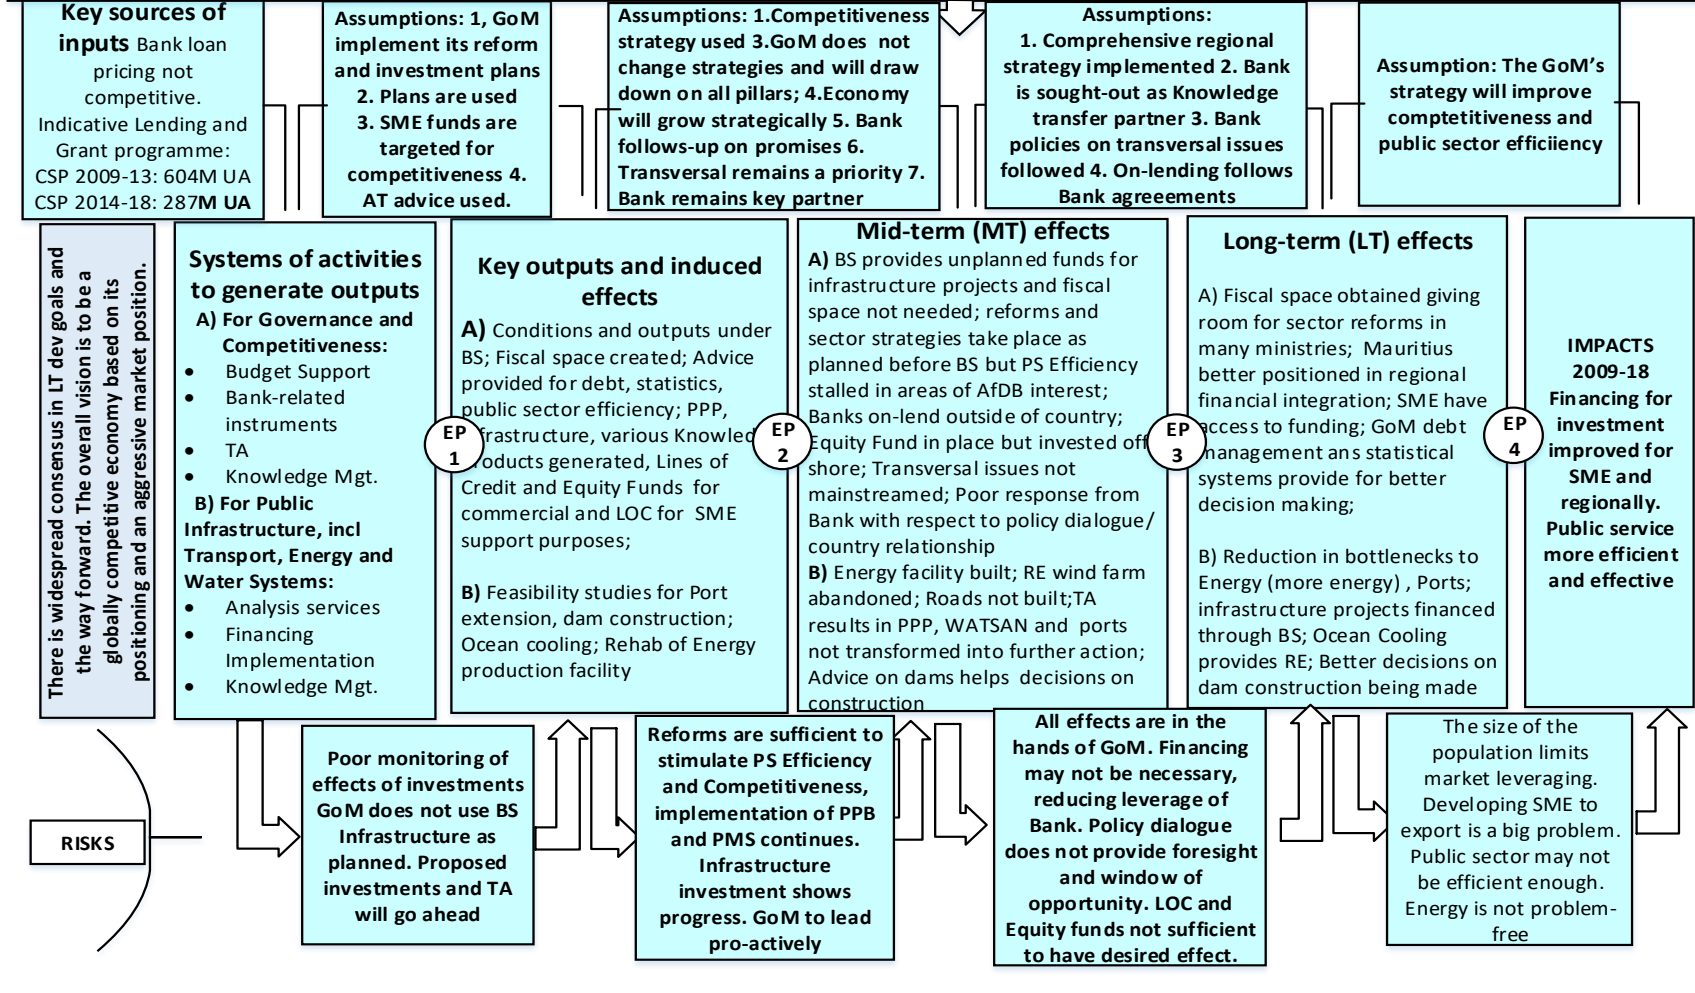 Key sources of
inputs Bank loan
pricing not
competitive.
Indicative Lending and
Grant programme:
CSP 2009-13: 604M UA
CSP 2014-18: 287M UA
Assumptions: 1, GoM
implement its reform
and investment plans
2. Plans are used
3. SME funds are
targeted for
competitiveness 4.
AT advice used.
Assumptions: 1.Competitiveness
strategy used 3.GoM does not
change strategies and will draw
down on all pillars; 4.Economy
will grow strategically 5. Bank
follows-up on promises 6.
Transversal remains a priority 7.
Bank remains key partner
Assumptions:
1. Comprehensive regional
strategy implemented 2. Bank
is sought-out as Knowledge
transfer partner 3. Bank
policies on transversal issues
followed 4. On-lending follows
Bank agreeements
Assumption: The GoM's
strategy will improve
comptetitiveness and
public sector efficiiency
There is widespread consensus in LT dev goals and
the way forward. The overall vision is to be a
globally competitive economy based on its
positioning and an aggressive market position.
Systems of activities
to generate outputs
A) For Governance and
Competitiveness:
• Budget Support
• Bank-related
instruments
• TA
• Knowledge Mgt.
B) For Public
Infrastructure, incl
Transport, Energy and
Water Systems:
• Analysis services
• Financing
Implementation
• Knowledge Mgt.
EP
1
Key outputs and induced
effects
A) Conditions and outputs under
BS; Fiscal space created; Advice
provided for debt, statistics,
public sector efficiency; PPP,
frastructure, various Knowled
roducts generated, Lines of
Credit and Equity Funds for
commercial and LOC for SME
support purposes;
B) Feasibility studies for Port
extension, dam construction;
Ocean cooling; Rehab of Energy
production facility
EP
2
Mid-term (MT) effects
A) BS provides unplanned funds for
infrastructure projects and fiscal
space not needed; reforms and
sector strategies take place as
planned before BS but PS Efficiency
stalled in areas of AfDB interest;
Banks on-lend outside of country;
Equity Fund in place but invested off
shore; Transversal issues not
mainstreamed; Poor response from
Bank with respect to policy dialogue/
country relationship
B) Energy facility built; RE wind farm
abandoned; Roads not built;TA
results in PPP, WATSAN and ports
not transformed into further action;
Advice on dams helps decisions on
construction
EP
3
Long-term (LT) effects
A) Fiscal space obtained giving
room for sector reforms in
many ministries; Mauritius
better positioned in regional
financial integration; SME have
access to funding; GoM debt
management ans statistical
systems provide for better
decision making;
B) Reduction in bottlenecks to
Energy (more energy) , Ports;
infrastructure projects financed
through BS; Ocean Cooling
provides RE; Better decisions on
dam construction being made
EP
4
IMPACTS
2009-18
Financing for
investment
improved for
SME and
regionally.
Public service
more efficient
and effective
RISKS
Poor monitoring of
effects of investments
GoM does not use BS
Infrastructure as
planned. Proposed
investments and TA
will go ahead
Reforms are sufficient to
stimulate PS Efficiency
and Competitiveness,
implementation of PPB
and PMS continues.
Infrastructure
investment shows
progress. GoM to lead
pro-actively
All effects are in the
hands of GoM. Financing
may not be necessary,
reducing leverage of
Bank. Policy dialogue
does not provide foresight
and window of
opportunity. LOC and
Equity funds not sufficient
to have desired effect.
The size of the
population limits
market leveraging.
Developing SME to
export is a big problem.
Public sector may not
be efficient enough.
Energy is not problem-
free